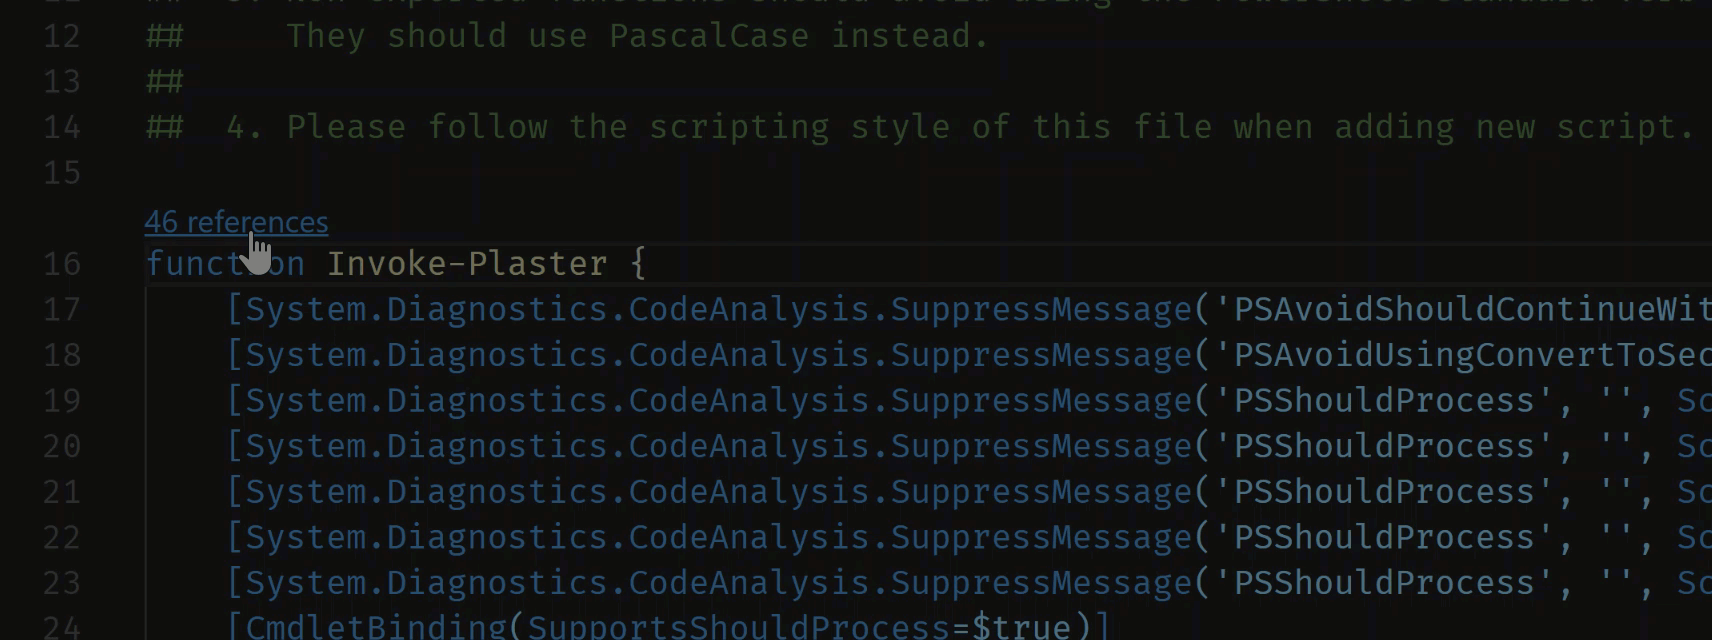 12 ## They should use PascalCase instead.
13 ##
14 ## 4. Please follow the scripting style of this file when adding new script.
15
46 references
16 function Invoke-Plaster {
17 [System.Diagnostics.CodeAnalysis.SuppressMessage('PSAvoidShouldContinueWit
18 [System.Diagnostics.CodeAnalysis.SuppressMessage('PSAvoidUsingConvertToSec
19 [System.Diagnostics.CodeAnalysis.SuppressMessage('PSShouldProcess', '', Sc
20 [System.Diagnostics.CodeAnalysis.SuppressMessage('PSShouldProcess', '', Sc
21 [System.Diagnostics.CodeAnalysis.SuppressMessage('PSShouldProcess', '', Sc
22 [System.Diagnostics.CodeAnalysis.SuppressMessage('PSShouldProcess', '', Sc
23 [System.Diagnostics.CodeAnalysis.SuppressMessage('PSShouldProcess', '', Sc
24 [CmdletBinding(SupportsShouldProcess=$true)]